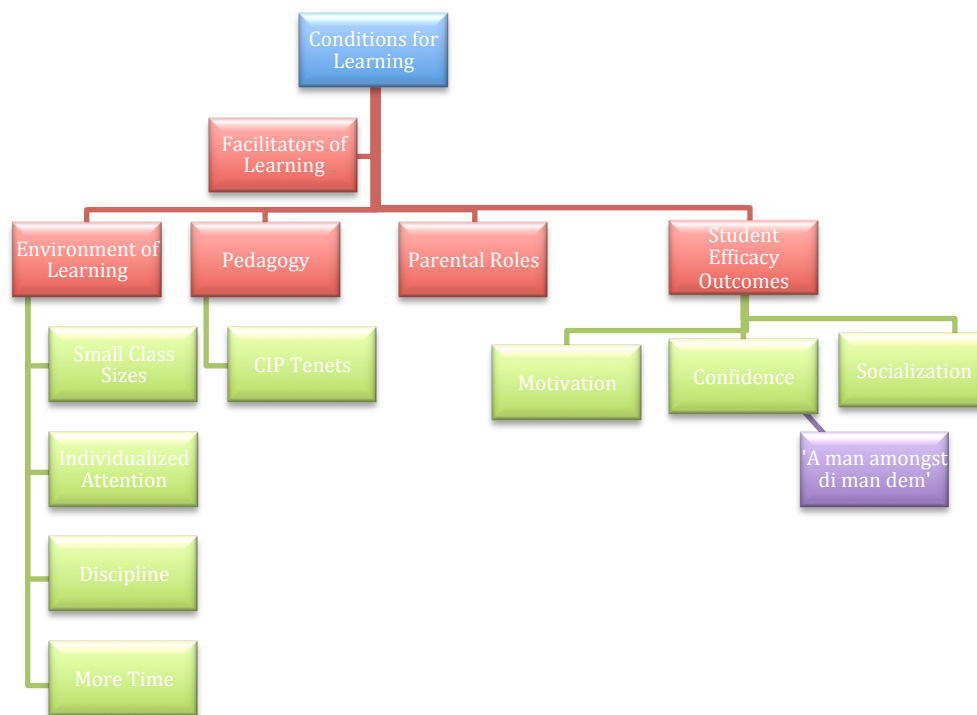 Conditions for
Learning
Facilitators of
Learning
Environment of
Learning
Pedagogy
Parental Roles
Student
Efficacy
Outcomes
Small Class
Sizes
CIP Tenets
Motivation
Confidence
Socialization
Individualized
Attention
'A man amongst
di man dem'
Discipline
More Time